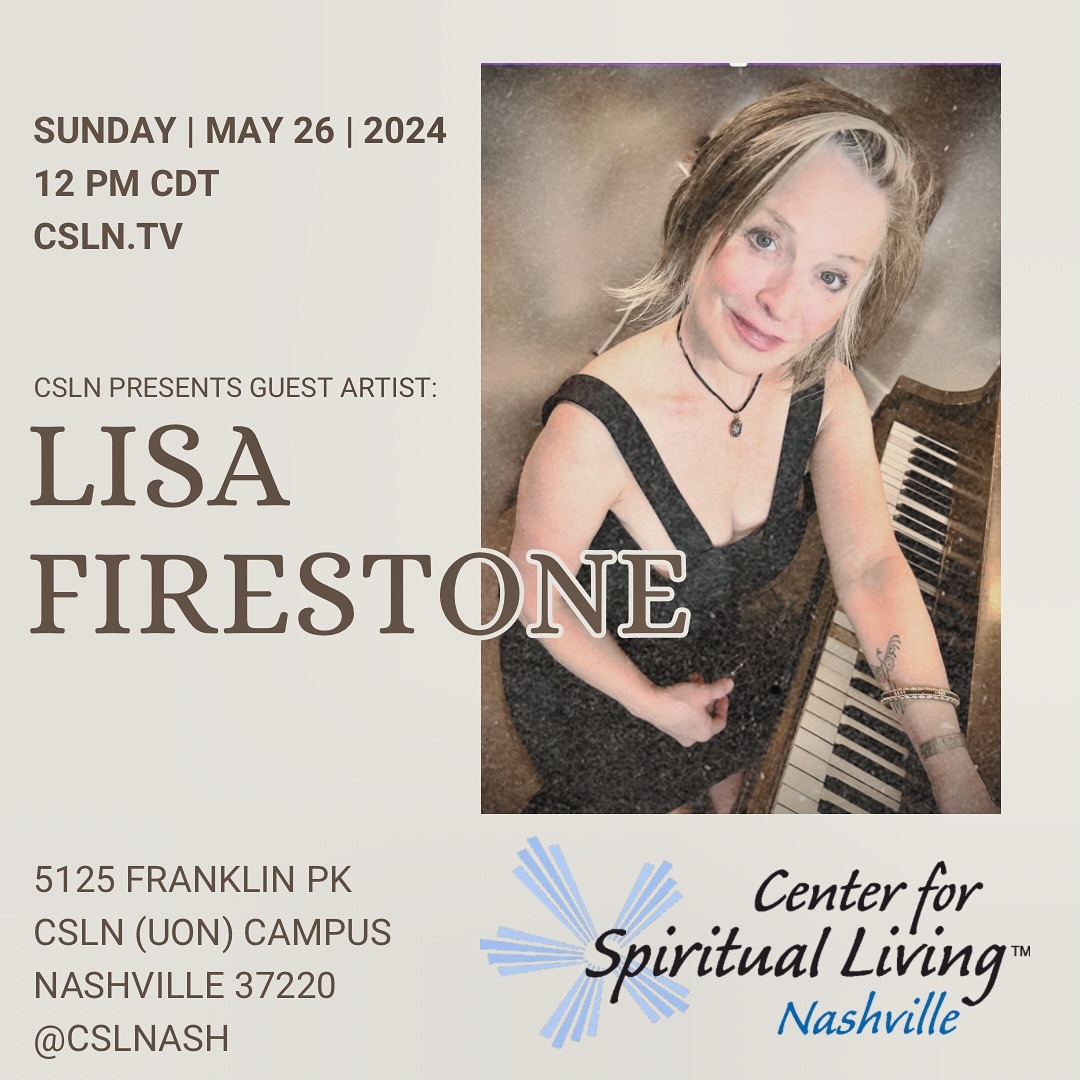 SUNDAY | MAY 26 | 2024
12 PM CDT
CSLN.TV
CSLN PRESENTS GUEST ARTIST:
LISA
FIRESTONE
5125 FRANKLIN PK
CSLN (UON) CAMPUS
NASHVILLE 37220
@CSLNASH
Center for
Spiritual Living™
Nashville